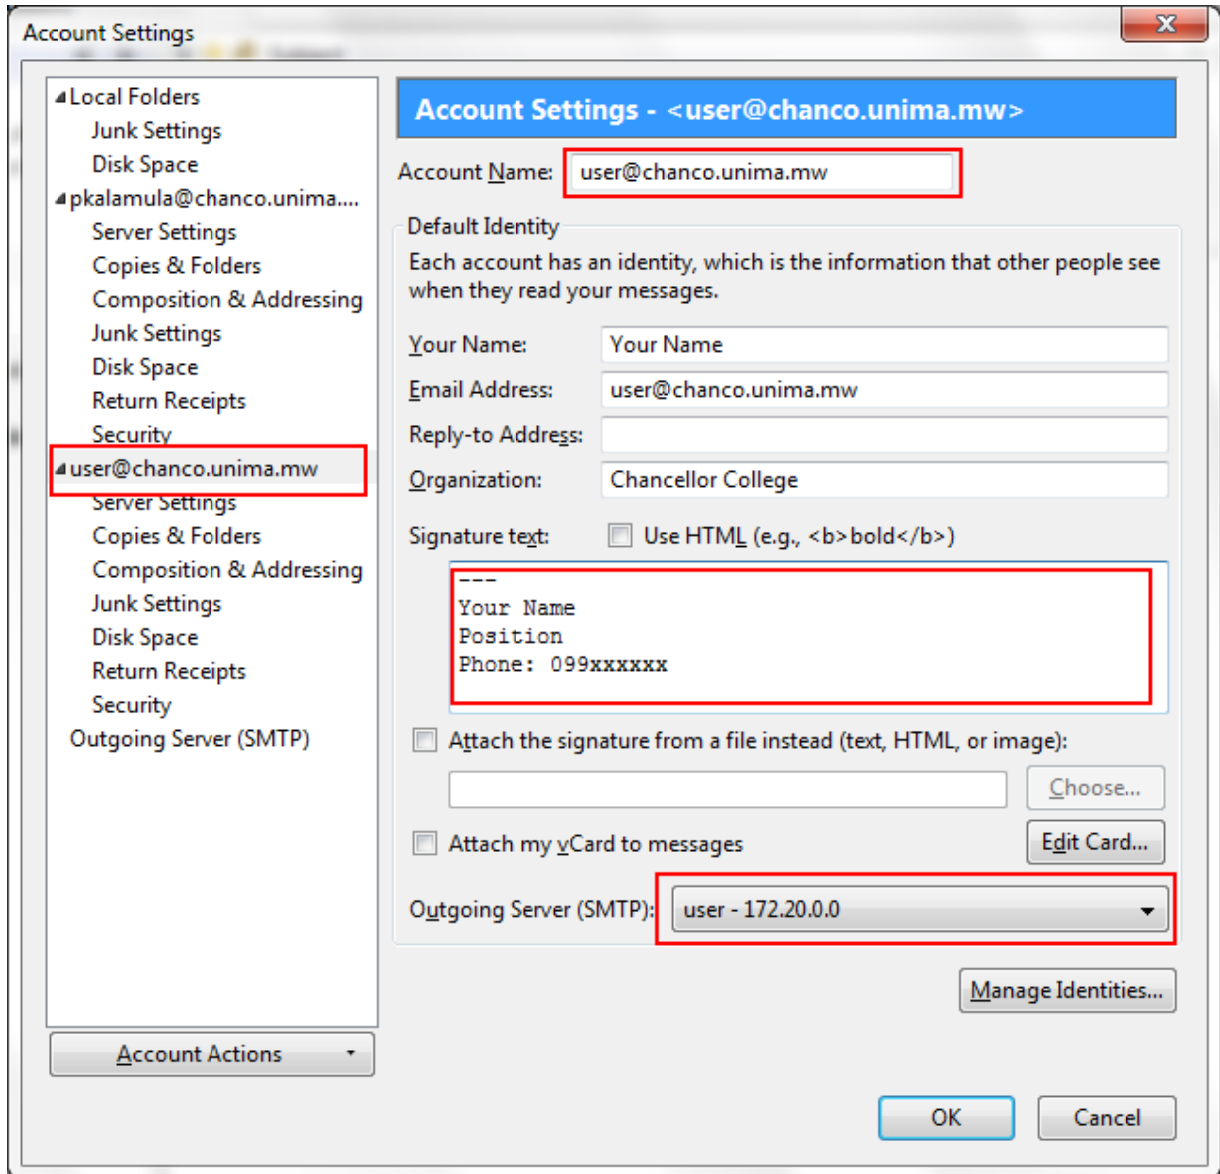 Account Settings
Local Folders
Junk Settings
Disk Space
pkalamula@chanco.unima....
Server Settings
Copies & Folders
Composition & Addressing
Junk Settings
Disk Space
Return Receipts
Security
user@chanco.unima.mw
Server Settings
Copies & Folders
Composition & Addressing
Junk Settings
Disk Space
Return Receipts
Security
Outgoing Server (SMTP)
Account Actions
Account Settings - <user@chanco.unima.mw>
Account Name: user@chanco.unima.mw
Default Identity
Each account has an identity, which is the information that other people see
when they read your messages.
Your Name: Your Name
Email Address: user@chanco.unima.mw
Reply-to Address:
Organization: Chancellor College
Signature text: Use HTML (e.g., <b>bold</b>)
---
Your Name
Position
Phone: 099xxxxxx
Attach the signature from a file instead (text, HTML, or image):
Choose...
Attach my vCard to messages
Edit Card...
Outgoing Server (SMTP): user - 172.20.0.0
Manage Identities...
OK
Cancel